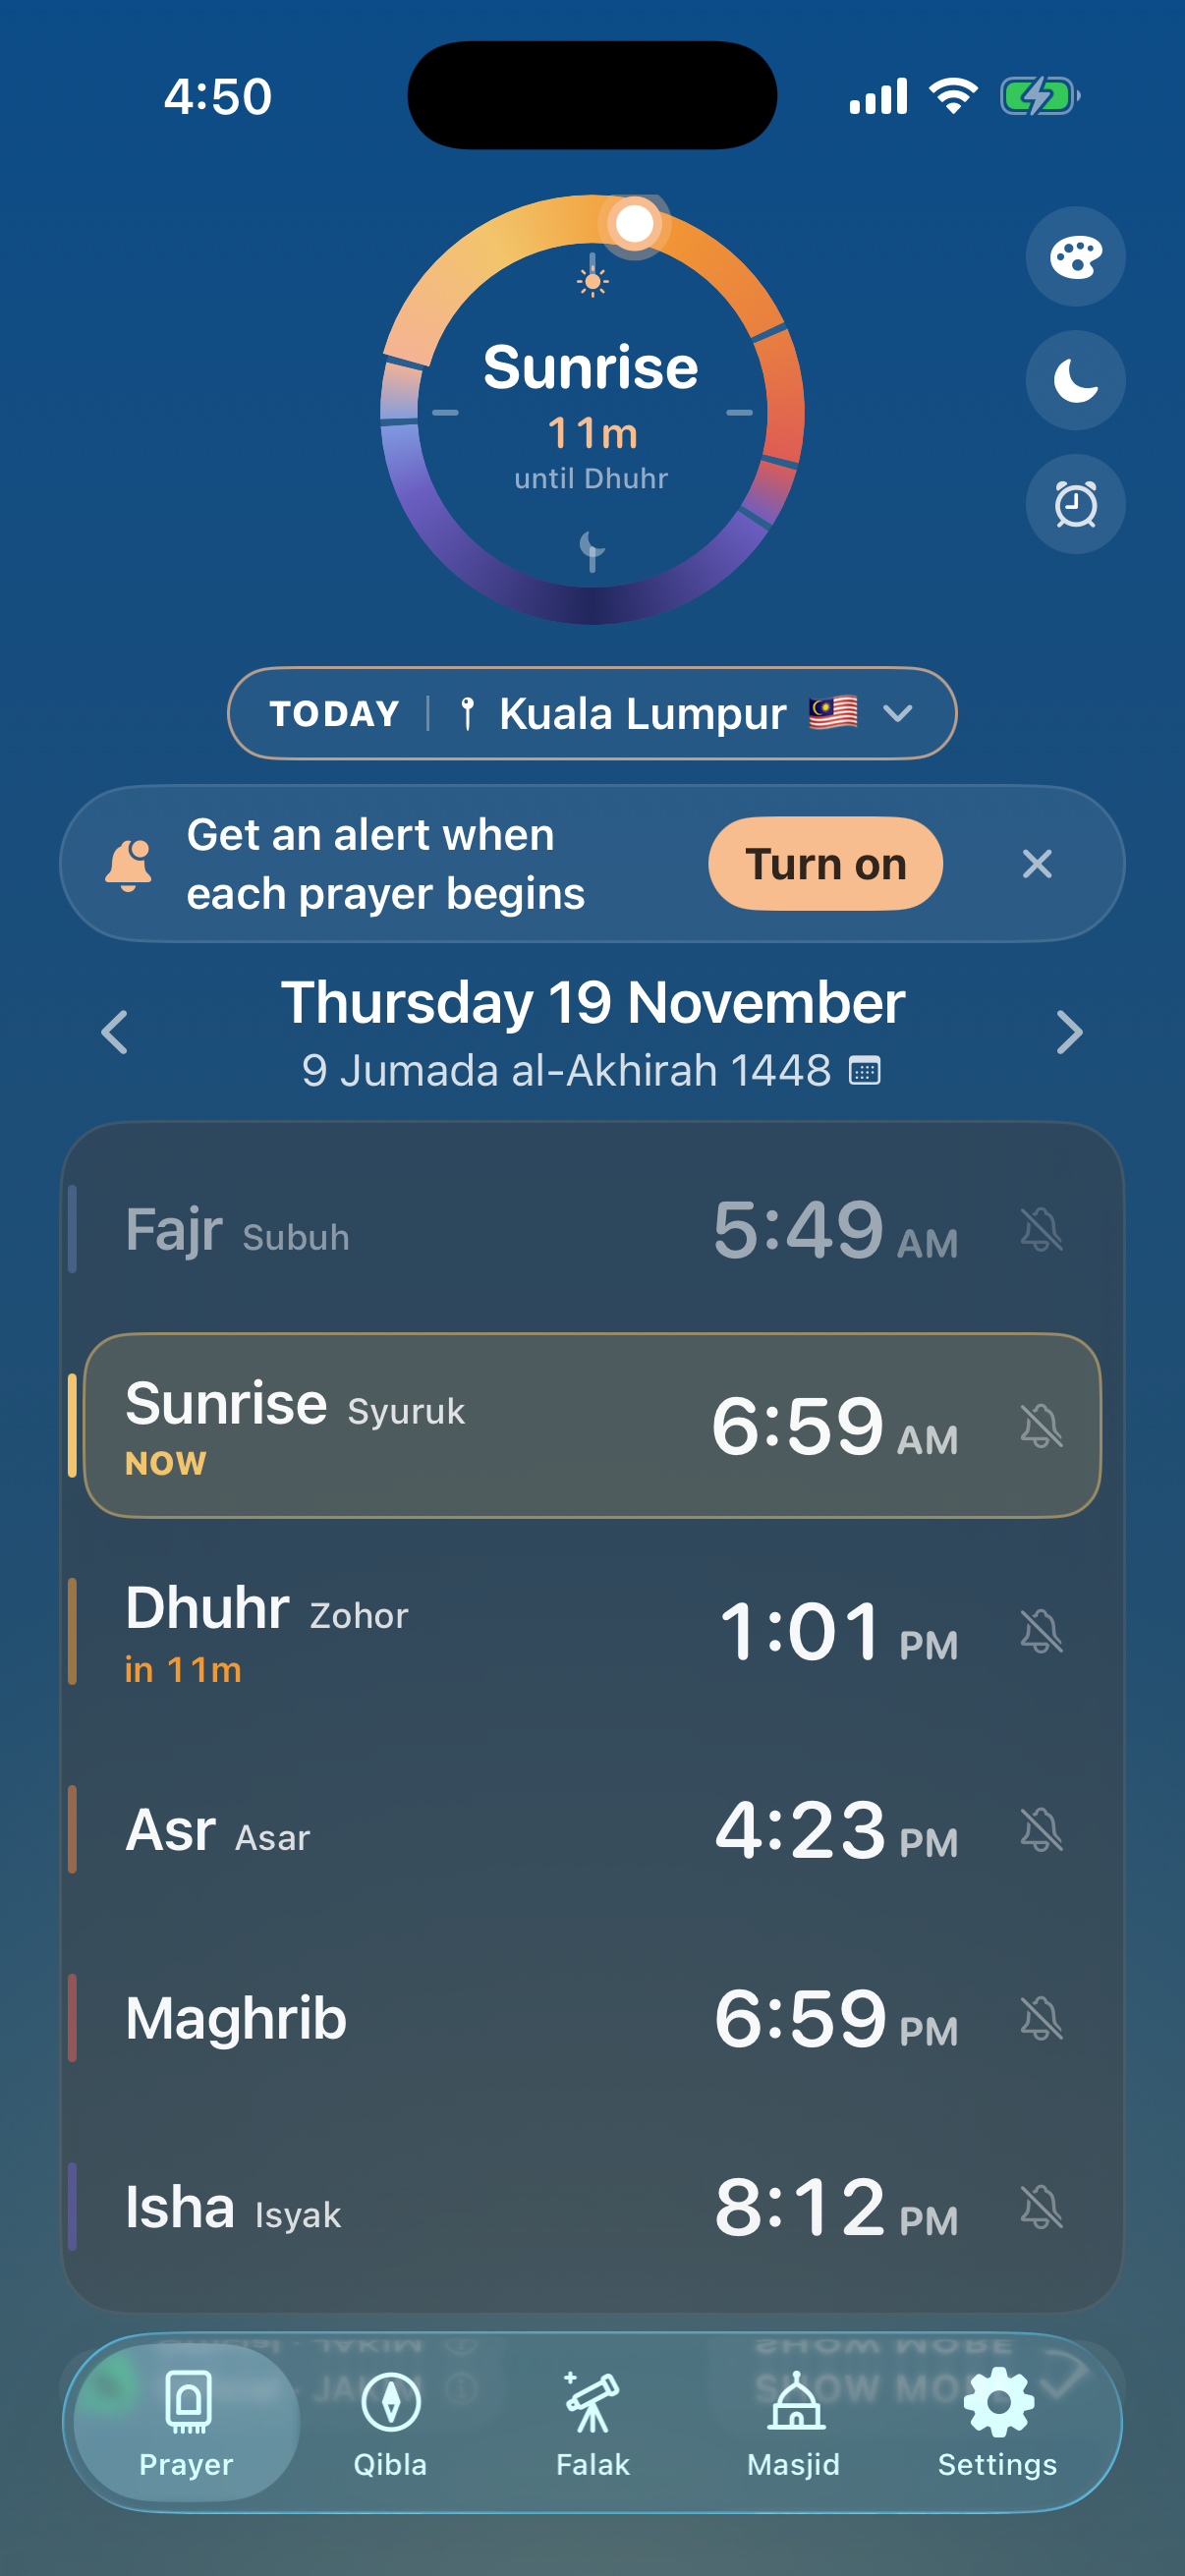 4:50
Sunrise
11m
until Dhuhr
TODAY | Kuala Lumpur
Get an alert when
each prayer begins
Turn on
Thursday 19 November
9 Jumada al-Akhirah 1448
Fajr Subuh 5:49 AM
Sunrise Syuruk 6:59 AM
NOW
Dhuhr Zohor 1:01 PM
in 11m
Asr Asar 4:23 PM
Maghrib 6:59 PM
Isha Isyak 8:12 PM
JAKIM SHOW MORE
Prayer Qibla Falak Masjid Settings